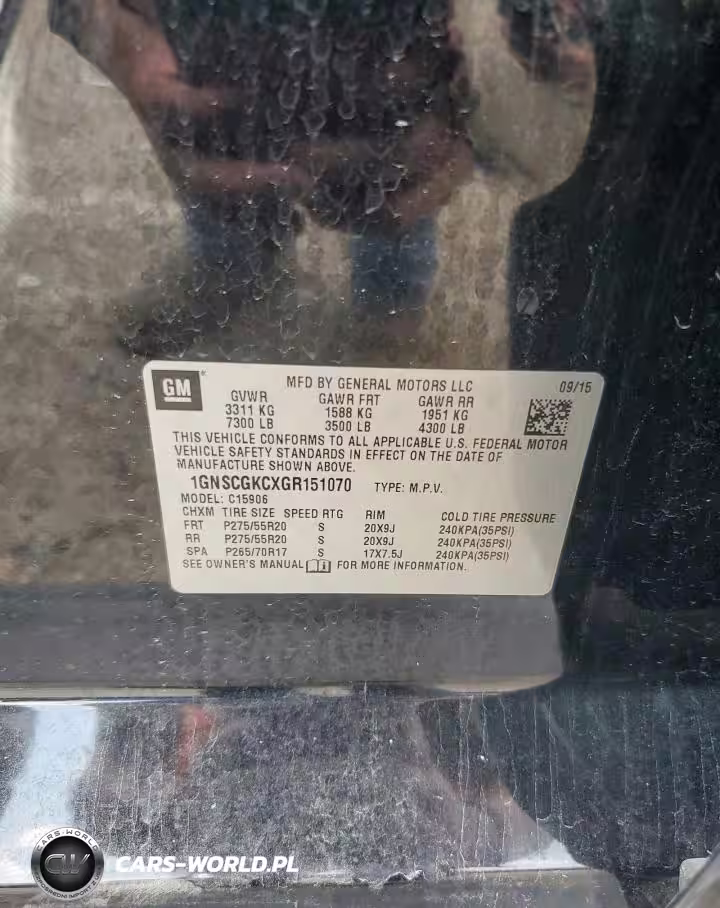 GM
MFD BY GENERAL MOTORS LLC 09/15
GVWR GAWR FRT GAWR RR
3311 KG 1588 KG 1951 KG
7300 LB 3500 LB 4300 LB
THIS VEHICLE CONFORMS TO ALL APPLICABLE U.S. FEDERAL MOTOR
VEHICLE SAFETY STANDARDS IN EFFECT ON THE DATE OF
MANUFACTURE SHOWN ABOVE.
1GNSCGKCXGR151070 TYPE: M.P.V.
MODEL: C15906
CHXM TIRE SIZE SPEED RTG RIM COLD TIRE PRESSURE
FRT P275/55R20 S 20X9J 240KPA(35PSI)
RR P275/55R20 S 20X9J 240KPA(35PSI)
SPA P265/70R17 S 17X7.5J 240KPA(35PSI)
SEE OWNER'S MANUAL FOR MORE INFORMATION.
CARS-WORLD
CW
CARS-WORLD.PL